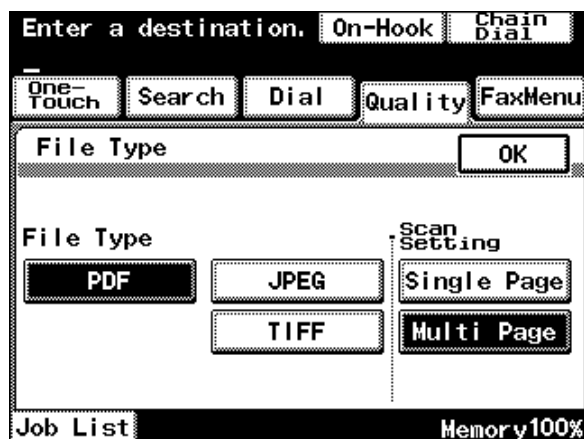 Enter a destination. On-Hook Chain Dial
One-Touch Search Dial Quality FaxMenu
File Type OK
File Type Scan Setting
PDF JPEG Single Page
TIFF Multi Page
Job List Memory100%